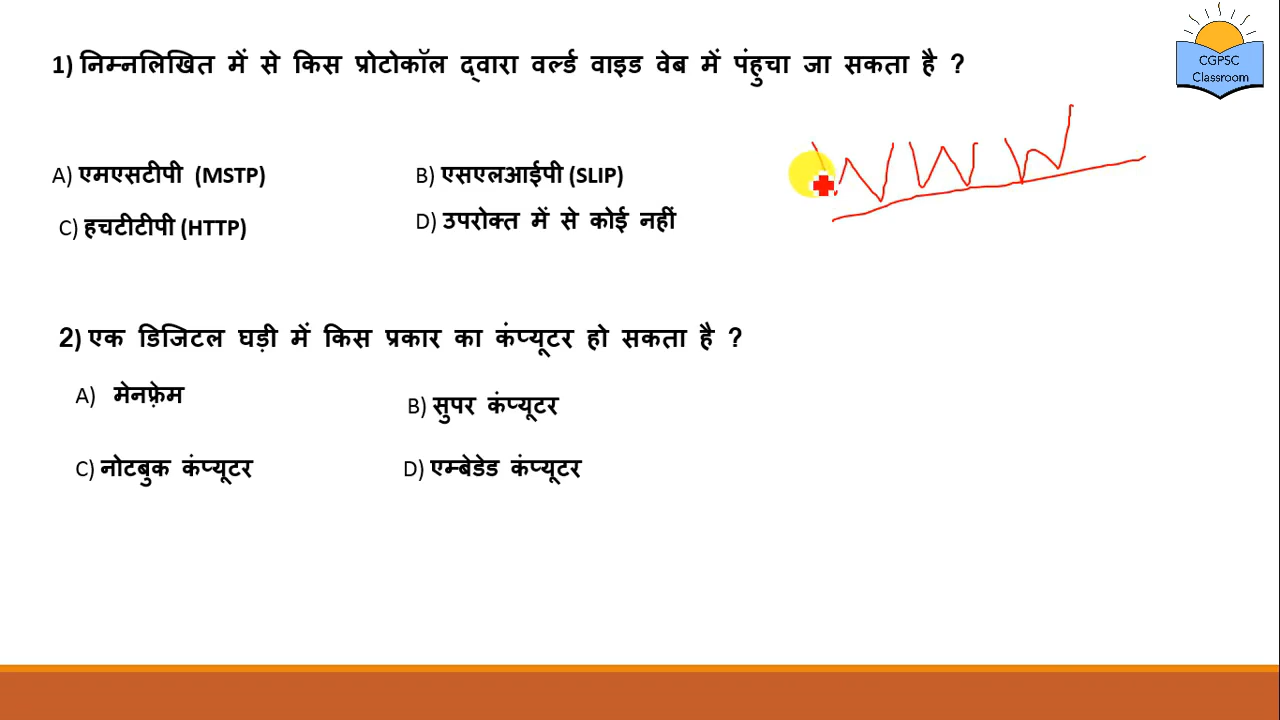 CGPSC
Classroom
1) निम्नलिखित में से किस प्रोटोकॉल द्वारा वर्ल्ड वाइड वेब में पंहुचा जा सकता है ?
W W W
A) एमएसटीपी (MSTP) B) एसएलआईपी (SLIP)
C) हचटीटीपी (HTTP) D) उपरोक्त में से कोई नहीं
2) एक डिजिटल घड़ी में किस प्रकार का कंप्यूटर हो सकता है ?
A) मेनफ़्रेम B) सुपर कंप्यूटर
C) नोटबुक कंप्यूटर D) एम्बेडेड कंप्यूटर